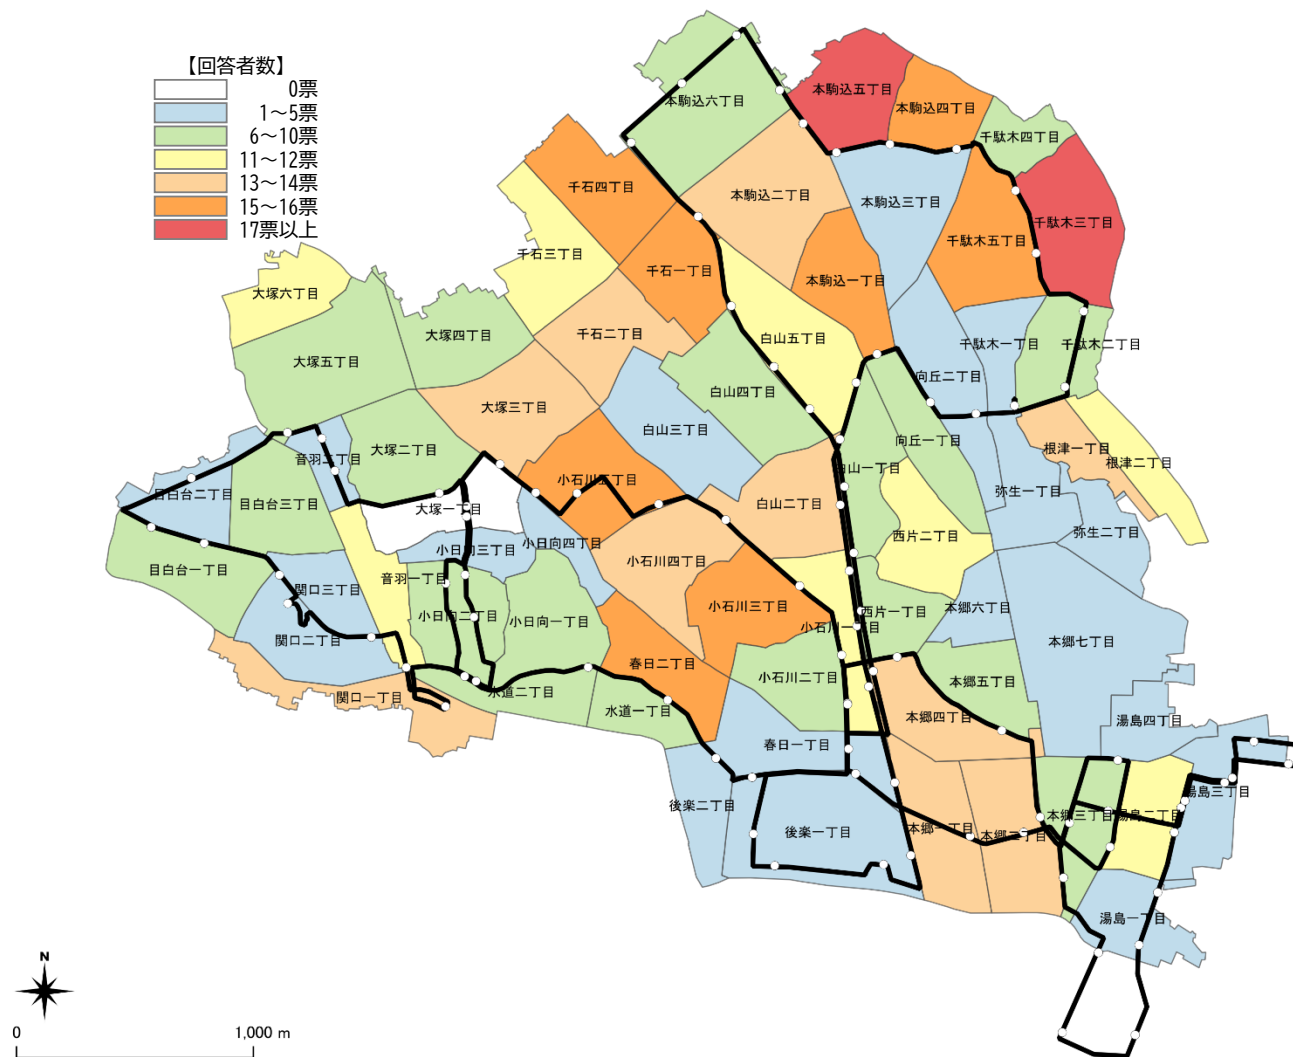 【回答者数】
0票
1～5票
6～10票
11～12票
13～14票
15～16票
17票以上
本駒込六丁目
本駒込五丁目
本駒込四丁目
千駄木四丁目
千石四丁目
本駒込二丁目
本駒込三丁目
千駄木三丁目
千駄木五丁目
千石三丁目
千石一丁目
本駒込一丁目
大塚六丁目
大塚四丁目
千石二丁目
白山五丁目
千駄木一丁目
千駄木二丁目
大塚五丁目
向丘二丁目
大塚三丁目
白山四丁目
白山三丁目
向丘一丁目
根津一丁目
根津二丁目
大塚二丁目
音羽二丁目
小石川五丁目
白山一丁目
目白台二丁目
目白台三丁目
白山二丁目
弥生一丁目
大塚一丁目
弥生二丁目
西片二丁目
小日向三丁目
小日向四丁目
小石川四丁目
目白台一丁目
関口三丁目
音羽一丁目
小日向二丁目
小日向一丁目
小石川三丁目
西片一丁目
本郷六丁目
小石川一丁目
関口二丁目
本郷七丁目
春日二丁目
小石川二丁目
本郷五丁目
関口一丁目
水道二丁目
水道一丁目
本郷四丁目
湯島四丁目
春日一丁目
後楽二丁目
湯島三丁目
後楽一丁目
本郷一丁目
本郷二丁目
本郷三丁目
湯島二丁目
湯島一丁目
N
0
1,000 m